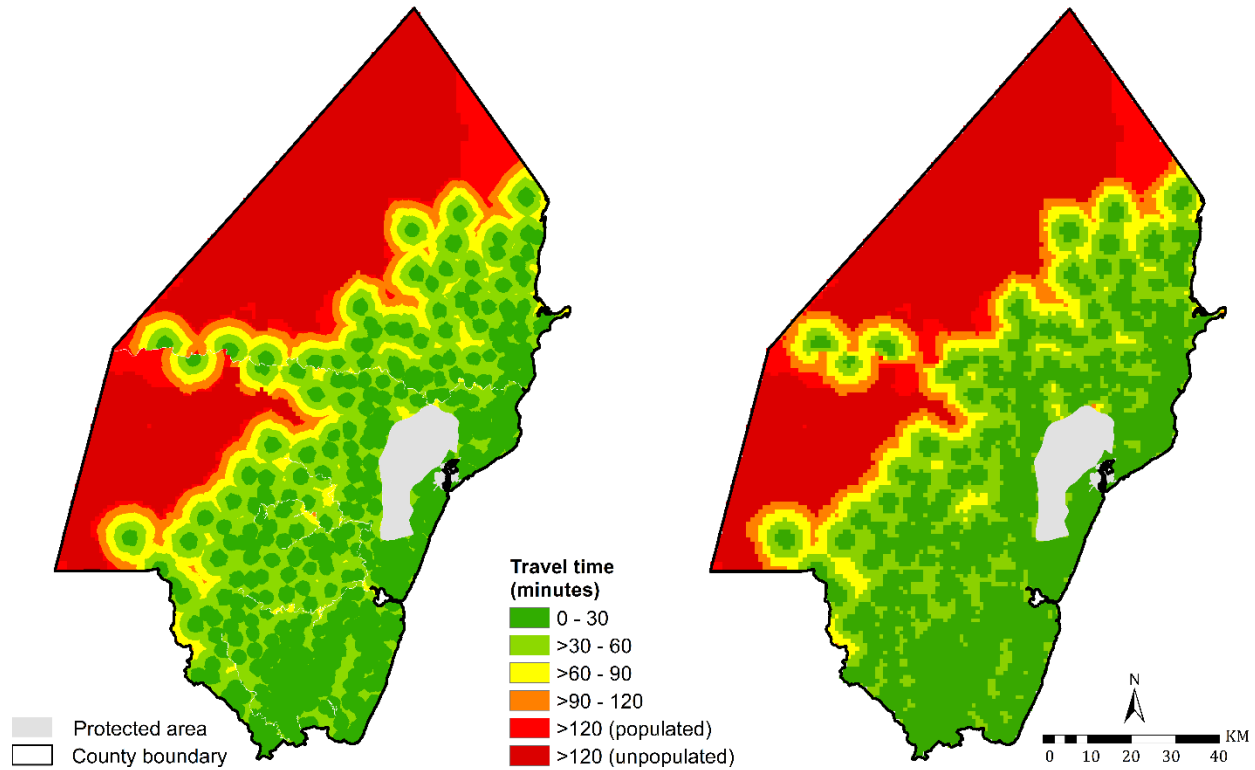 Travel time
(minutes)
0 - 30
>30 - 60
>60 - 90
>90 - 120
>120 (populated)
>120 (unpopulated)
Protected area
County boundary
N
KM
0 10 20 30 40